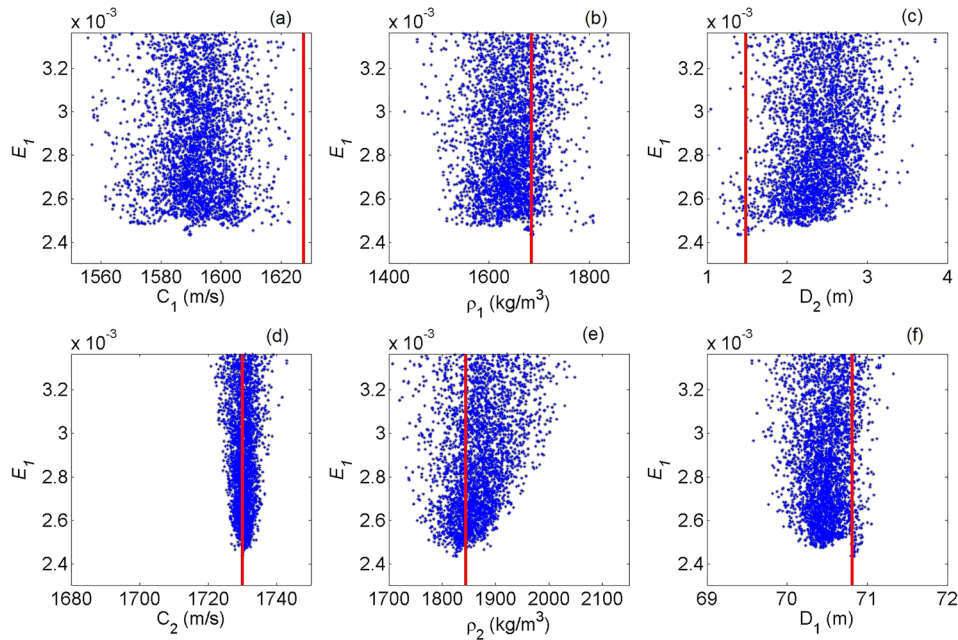 x 10⁻³ (a)
3.2
3
2.8
2.6
2.4
E₁
1560 1580 1600 1620
C₁ (m/s)
x 10⁻³ (b)
3.2
3
2.8
2.6
2.4
E₁
1400 1600 1800
ρ₁ (kg/m³)
x 10⁻³ (c)
3.2
3
2.8
2.6
2.4
E₁
1 2 3 4
D₂ (m)
x 10⁻³ (d)
3.2
3
2.8
2.6
2.4
E₁
1680 1700 1720 1740
C₂ (m/s)
x 10⁻³ (e)
3.2
3
2.8
2.6
2.4
E₁
1700 1800 1900 2000 2100
ρ₂ (kg/m³)
x 10⁻³ (f)
3.2
3
2.8
2.6
2.4
E₁
69 70 71 72
D₁ (m)